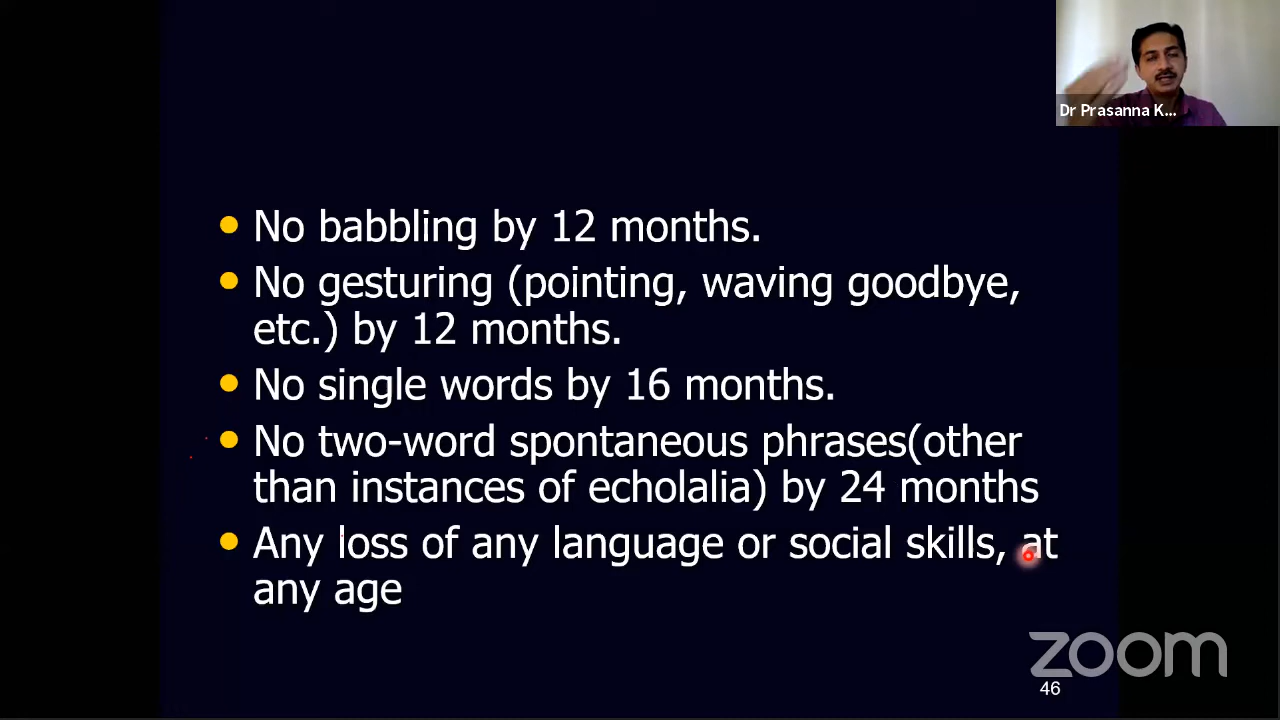 Dr Prasanna K...
No babbling by 12 months.
No gesturing (pointing, waving goodbye,
etc.) by 12 months.
No single words by 16 months.
No two-word spontaneous phrases(other
than instances of echolalia) by 24 months
Any loss of any language or social skills, at
any age
zoom
46